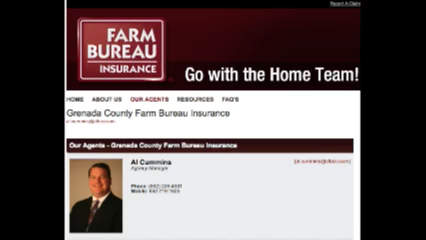 Report A Claim
FARM
BUREAU
INSURANCE
Go with the Home Team!
HOME ABOUT US OUR AGENTS RESOURCES FAQ'S
Grenada County Farm Bureau Insurance
Our Agents - Grenada County Farm Bureau Insurance
Al Cummins
Agency Manager
Phone
Mobile